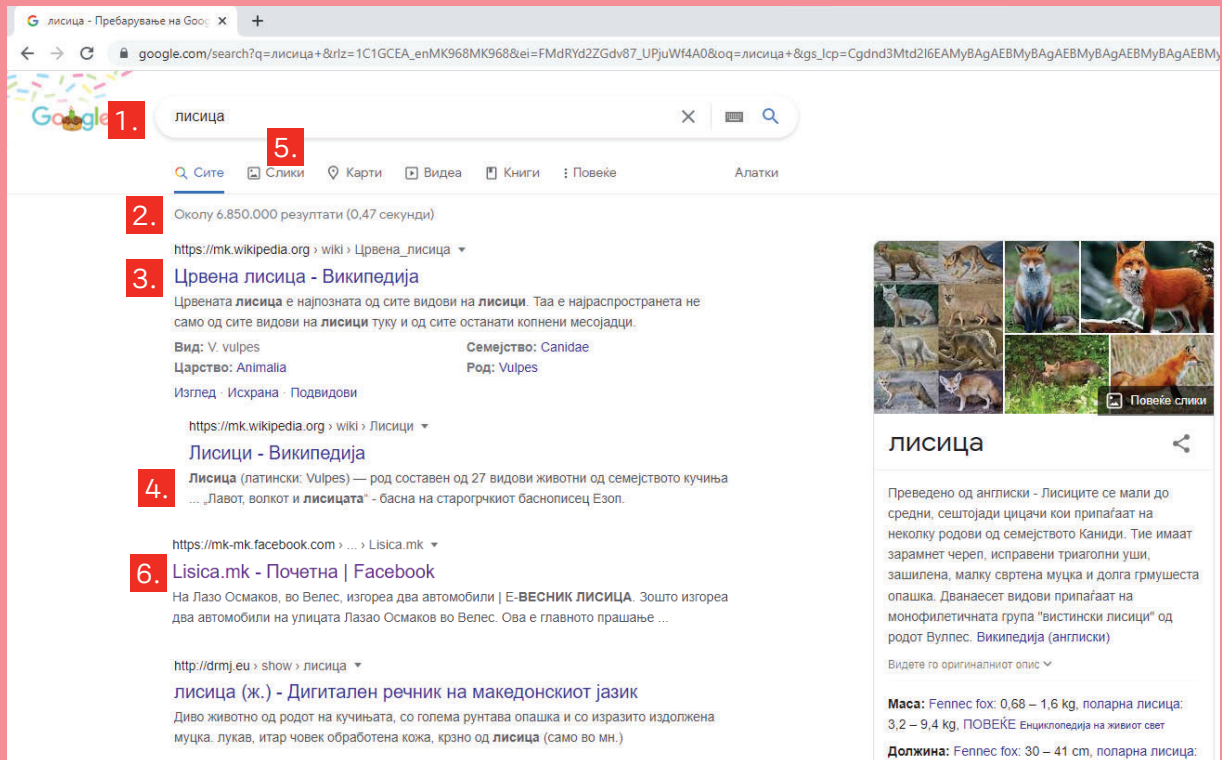 лисица - Пребарување на Goog
google.com/search?q=лисица+&rlz=1C1GCEA_enMK968MK968&ei=FMdRYd2ZGdv87_UPjuWf4A0&oq=лисица+&gs_lcp=Cgdnd3Mtd2l6EAMyBAgAEBMyBAgAEBMyBAgAEBMyBAgAEBMyBAgAEBMy
Google
1.
лисица
5.
Сите Слики Карти Видеа Книги Повеќе Алатки
2.
Околу 6.850.000 резултати (0,47 секунди)
https://mk.wikipedia.org › wiki › Црвена_лисица
3.
Црвена лисица - Википедија
Црвената лисица е најпозната од сите видови на лисици. Таа е најраспространета не
само од сите видови на лисици туку и од сите останати копнени месојадци.
Вид: V. vulpes Семејство: Canidae
Царство: Animalia Род: Vulpes
Изглед · Исхрана · Подвидови
https://mk.wikipedia.org › wiki › Лисици
Лисици - Википедија
4.
Лисица (латински: Vulpes) — род составен од 27 видови животни од семејството кучиња
... „Лавот, волкот и лисицата“ - басна на старогрчкиот баснописец Езоп.
https://mk-mk.facebook.com › ... › Lisica.mk
6.
Lisica.mk - Почетна | Facebook
На Лазо Осмаков, во Велес, изгореа два автомобили | Е-ВЕСНИК ЛИСИЦА. Зошто изгореа
два автомобили на улицата Лазао Осмаков во Велес. Ова е главното прашање ...
http://drmj.eu › show › лисица
лисица (ж.) - Дигитален речник на македонскиот јазик
Диво животно од родот на кучињата, со голема рунтава опашка и со изразито издолжена
муцка. лукав, итар човек обработена кожа, крзно од лисица (само во мн.)
Повеќе слики
лисица
Преведено од англиски - Лисиците се мали до
средни, сештојади цицачи кои припаѓаат на
неколку родови од семејството Каниди. Тие имаат
зарамнет череп, исправени триаголни уши,
зашилена, малку свртена муцка и долга грмушеста
опашка. Дванаесет видови припаѓаат на
монофилетичната група "вистински лисици" од
родот Вулпес. Википедија (англиски)
Видете го оригиналниот опис
Маса: Fennec fox: 0,68 – 1,6 kg, поларна лисица:
3,2 – 9,4 kg, ПОВЕЌЕ Енциклопедија на живиот свет
Должина: Fennec fox: 30 – 41 cm, поларна лисица: